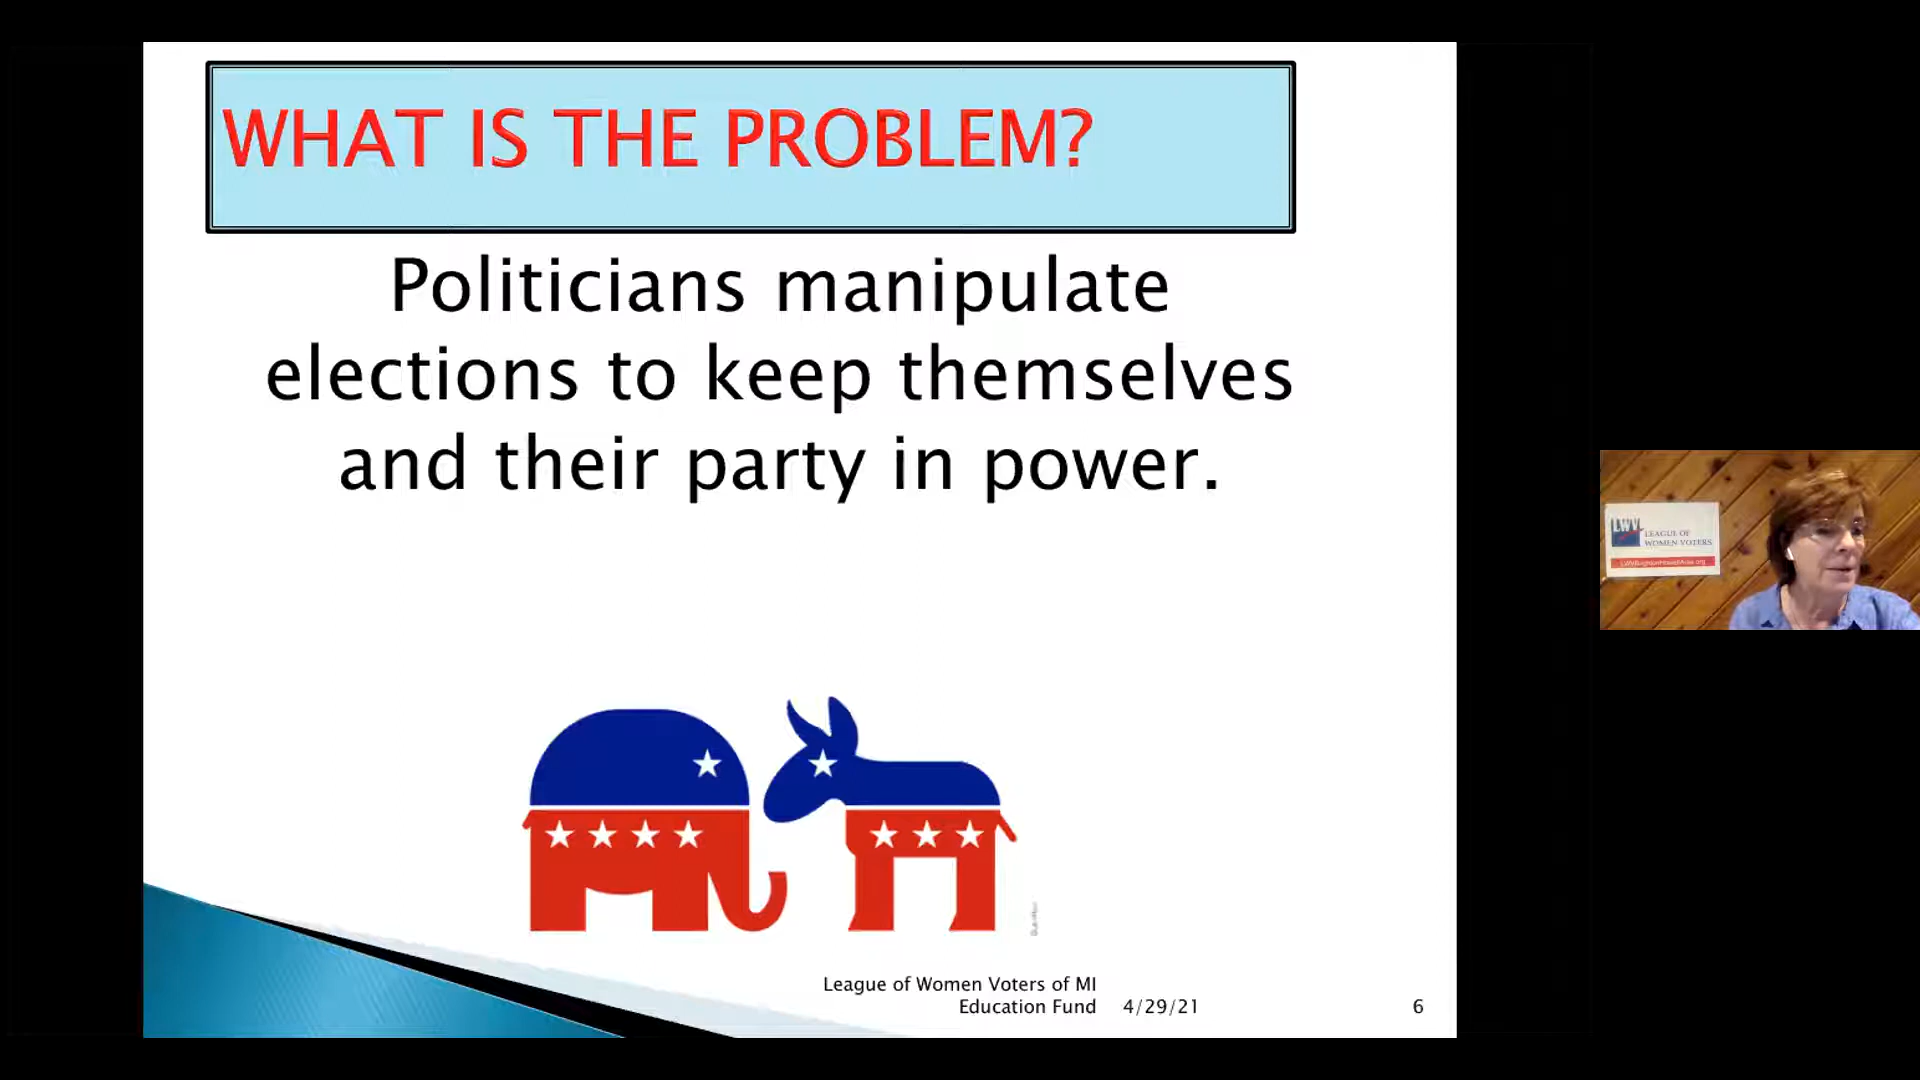 WHAT IS THE PROBLEM?
Politicians manipulate
elections to keep themselves
and their party in power.
League of Women Voters of MI
Education Fund 4/29/21 6
LWV
LEAGUE OF
WOMEN VOTERS